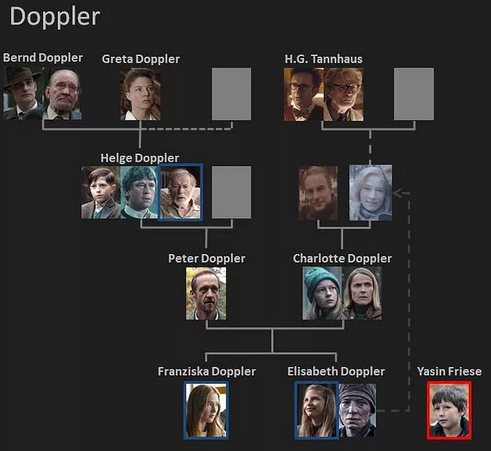 Doppler
Bernd Doppler
Greta Doppler
H.G. Tannhaus
Helge Doppler
Peter Doppler
Charlotte Doppler
Franziska Doppler
Elisabeth Doppler
Yasin Friese